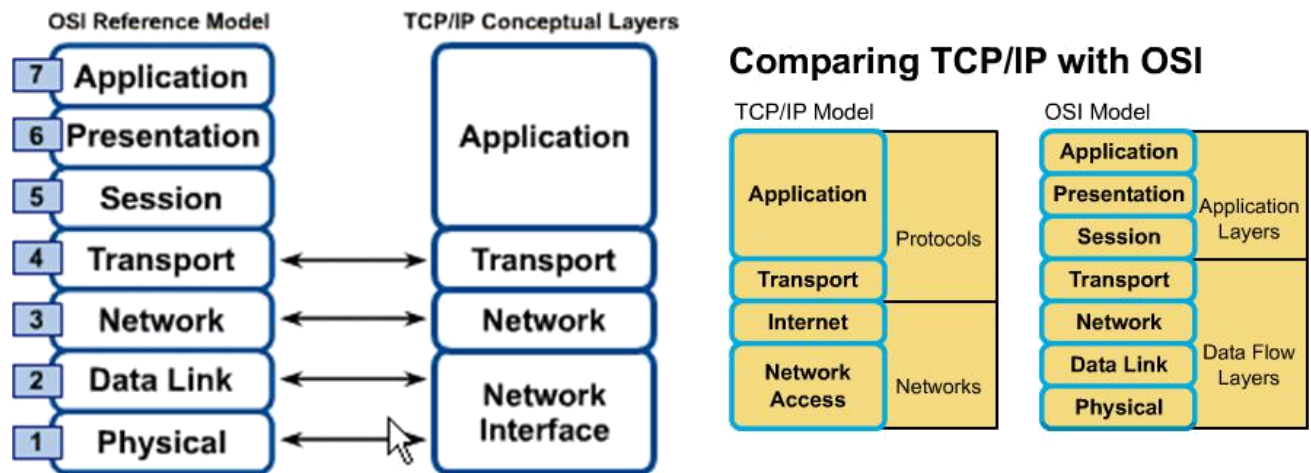 OSI Reference Model
7 Application
6 Presentation
5 Session
4 Transport
3 Network
2 Data Link
1 Physical
TCP/IP Conceptual Layers
Application
Transport
Network
Network
Interface
Comparing TCP/IP with OSI
TCP/IP Model
Application
Transport
Internet
Network
Access
Protocols
Networks
OSI Model
Application
Presentation
Session
Transport
Network
Data Link
Physical
Application
Layers
Data Flow
Layers